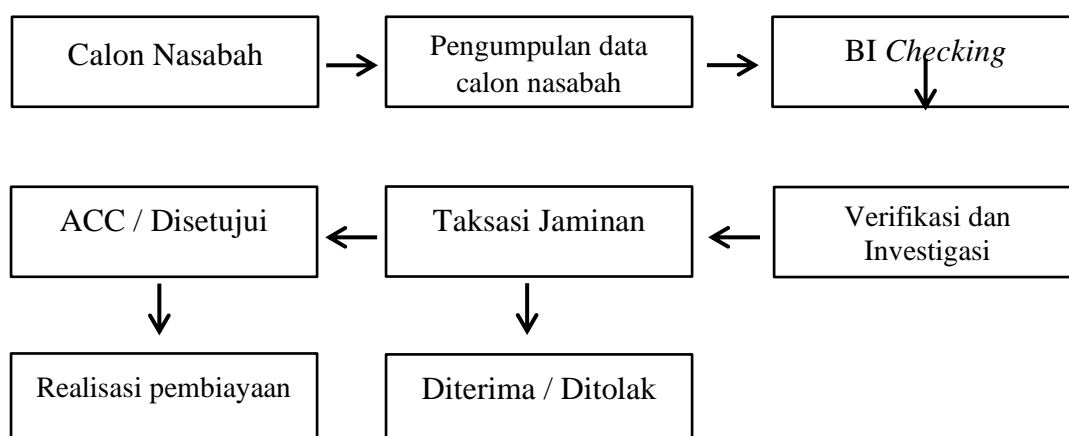 Calon Nasabah
Pengumpulan data
calon nasabah
BI Checking
ACC / Disetujui
Taksasi Jaminan
Verifikasi dan
Investigasi
Realisasi pembiayaan
Diterima / Ditolak